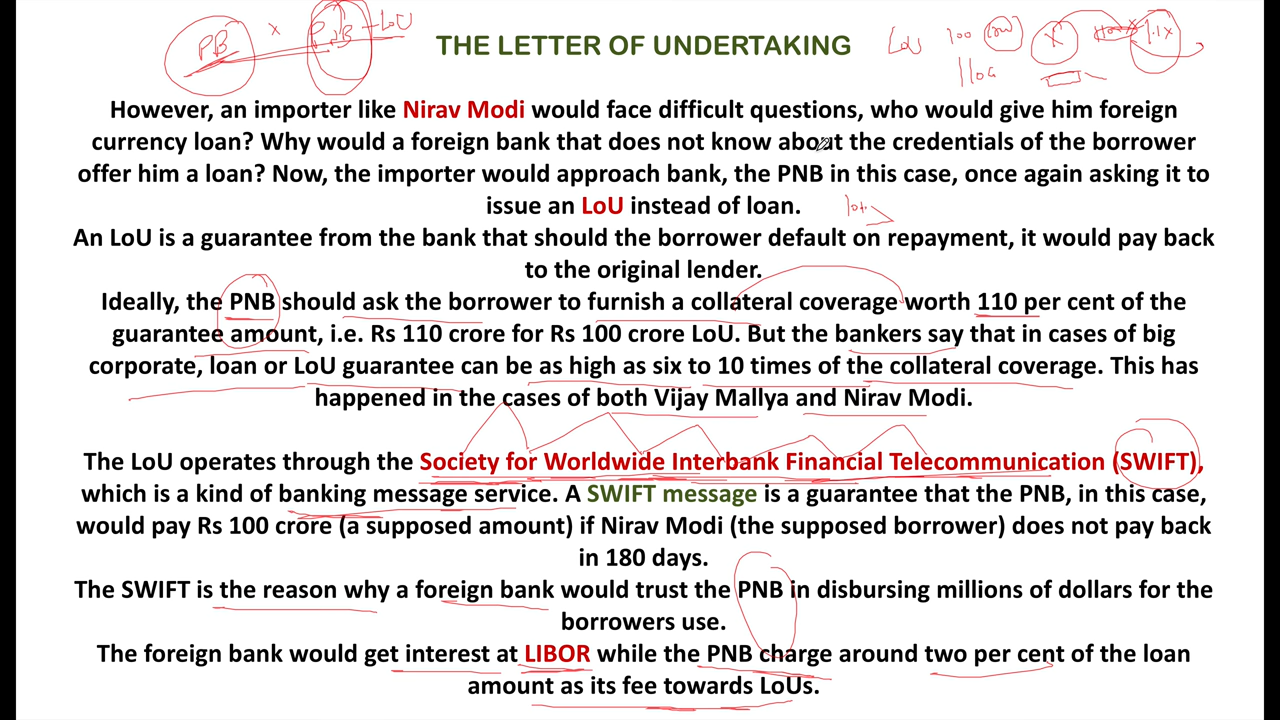 PB x PNB - LoU
THE LETTER OF UNDERTAKING
LoU 100 X 1.1x
110c
However, an importer like Nirav Modi would face difficult questions, who would give him foreign
currency loan? Why would a foreign bank that does not know about the credentials of the borrower
offer him a loan? Now, the importer would approach bank, the PNB in this case, once again asking it to
issue an LoU instead of loan.
An LoU is a guarantee from the bank that should the borrower default on repayment, it would pay back
to the original lender.
Ideally, the PNB should ask the borrower to furnish a collateral coverage worth 110 per cent of the
guarantee amount, i.e. Rs 110 crore for Rs 100 crore LoU. But the bankers say that in cases of big
corporate, loan or LoU guarantee can be as high as six to 10 times of the collateral coverage. This has
happened in the cases of both Vijay Mallya and Nirav Modi.
The LoU operates through the Society for Worldwide Interbank Financial Telecommunication (SWIFT),
which is a kind of banking message service. A SWIFT message is a guarantee that the PNB, in this case,
would pay Rs 100 crore (a supposed amount) if Nirav Modi (the supposed borrower) does not pay back
in 180 days.
The SWIFT is the reason why a foreign bank would trust the PNB in disbursing millions of dollars for the
borrowers use.
The foreign bank would get interest at LIBOR while the PNB charge around two per cent of the loan
amount as its fee towards LoUs.